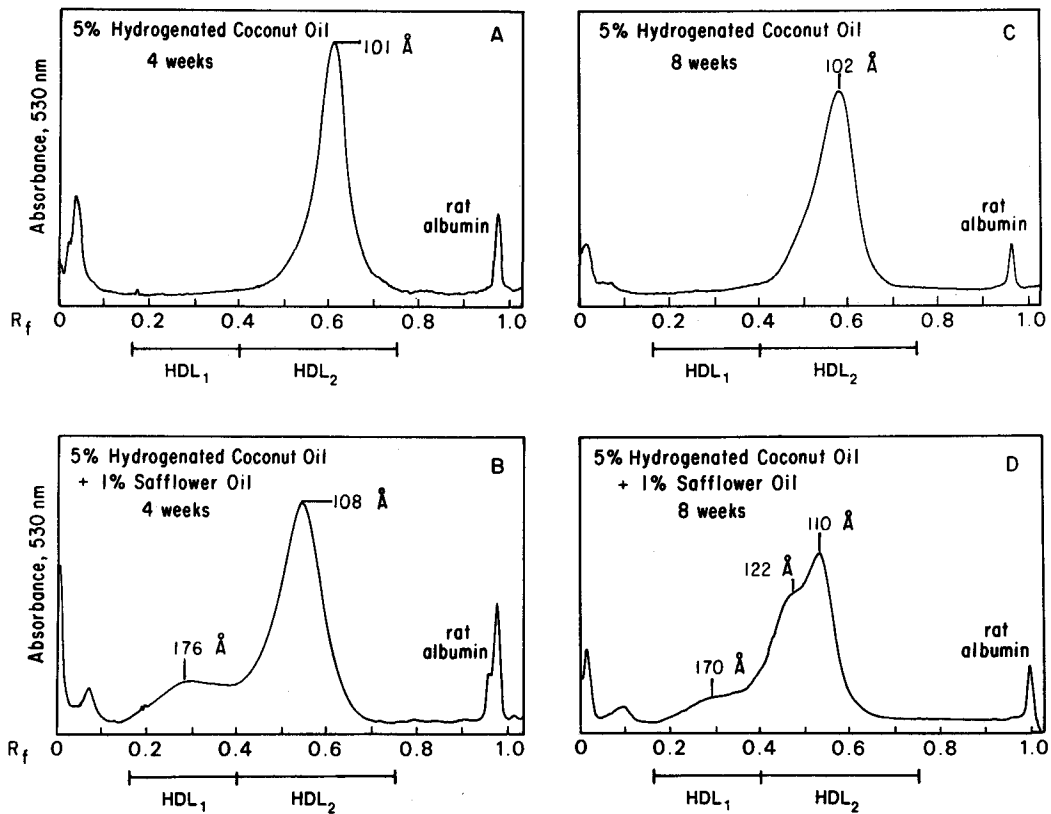 5% Hydrogenated Coconut Oil
4 weeks
A
101 Å
rat
albumin
Absorbance, 530 nm
Rf 0 0.2 0.4 0.6 0.8 1.0
HDL1 HDL2
5% Hydrogenated Coconut Oil
8 weeks
C
102 Å
rat
albumin
0 0.2 0.4 0.6 0.8 1.0
HDL1 HDL2
5% Hydrogenated Coconut Oil
+ 1% Safflower Oil
4 weeks
B
108 Å
176 Å
rat
albumin
Absorbance, 530 nm
Rf 0 0.2 0.4 0.6 0.8 1.0
HDL1 HDL2
5% Hydrogenated Coconut Oil
+ 1% Safflower Oil
8 weeks
D
110 Å
122 Å
170 Å
rat
albumin
0 0.2 0.4 0.6 0.8 1.0
HDL1 HDL2